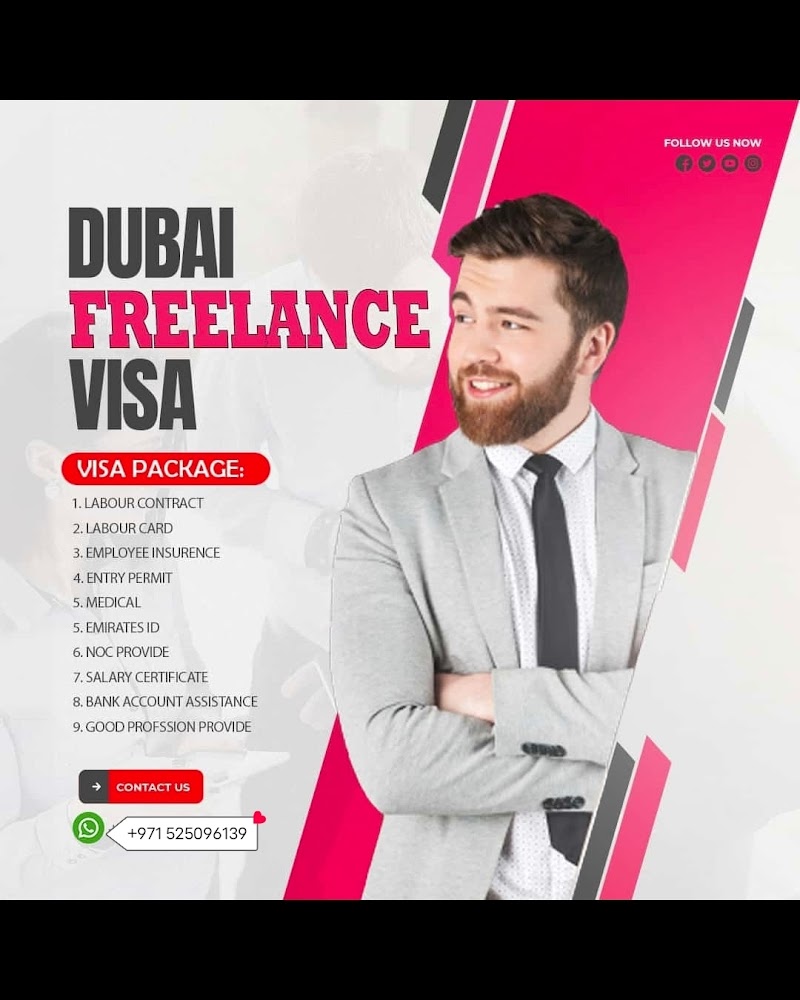 FOLLOW US NOW
DUBAI
FREELANCE
VISA
VISA PACKAGE:
1. LABOUR CONTRACT
2. LABOUR CARD
3. EMPLOYEE INSURENCE
4. ENTRY PERMIT
5. MEDICAL
5. EMIRATES ID
6. NOC PROVIDE
7. SALARY CERTIFICATE
8. BANK ACCOUNT ASSISTANCE
9. GOOD PROFSSION PROVIDE
CONTACT US
+971 525096139